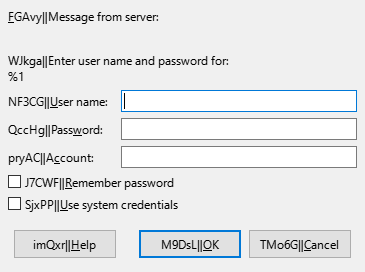 FGAvy||Message from server:
WJkga||Enter user name and password for:
%1
NF3CG||User name:
QccHg||Password:
pryAC||Account:
J7CWF||Remember password
SjxPP||Use system credentials
imQxr||Help
M9DsL||OK
TMo6G||Cancel